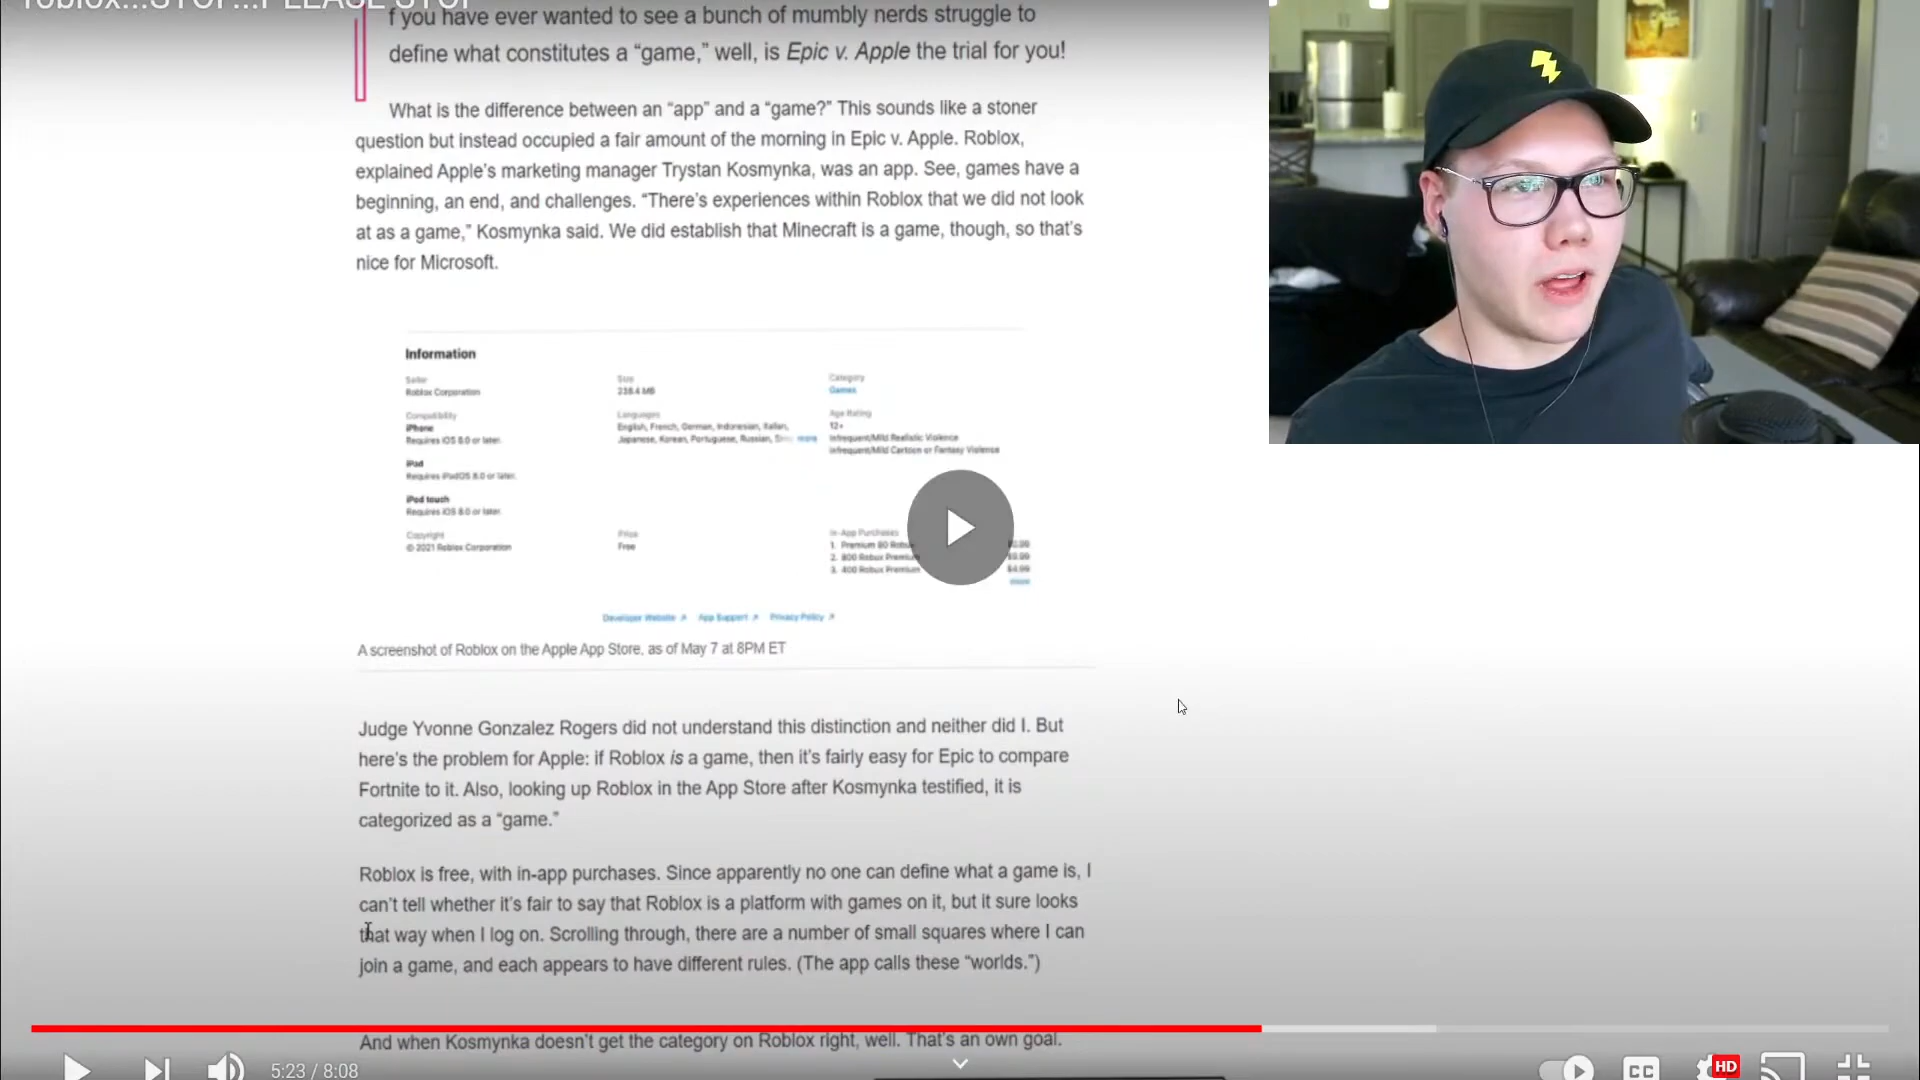 roblox...STOP...PLEASE STOP
f you have ever wanted to see a bunch of mumbly nerds struggle to
define what constitutes a “game,” well, is Epic v. Apple the trial for you!
What is the difference between an “app” and a “game?” This sounds like a stoner
question but instead occupied a fair amount of the morning in Epic v. Apple. Roblox,
explained Apple’s marketing manager Trystan Kosmynka, was an app. See, games have a
beginning, an end, and challenges. “There’s experiences within Roblox that we did not look
at as a game,” Kosmynka said. We did establish that Minecraft is a game, though, so that’s
nice for Microsoft.
Information
Seller
Roblox Corporation
Size
238.4 MB
Category
Games
Compatibility
iPhone
Requires iOS 8.0 or later.
iPad
Requires iPadOS 8.0 or later.
iPod touch
Requires iOS 8.0 or later.
Languages
English, French, German, Indonesian, Italian,
Japanese, Korean, Portuguese, Russian, more
Age Rating
12+
Infrequent/Mild Realistic Violence
Infrequent/Mild Cartoon or Fantasy Violence
Copyright
© 2021 Roblox Corporation
Price
Free
In-App Purchases
1. Premium 80 Robux
2. 800 Robux Premium $9.99
3. 400 Robux Premium $4.99
more
Developer Website ↗ App Support ↗ Privacy Policy ↗
A screenshot of Roblox on the Apple App Store, as of May 7 at 8PM ET
Judge Yvonne Gonzalez Rogers did not understand this distinction and neither did I. But
here’s the problem for Apple: if Roblox is a game, then it’s fairly easy for Epic to compare
Fortnite to it. Also, looking up Roblox in the App Store after Kosmynka testified, it is
categorized as a “game.”
Roblox is free, with in-app purchases. Since apparently no one can define what a game is, I
can’t tell whether it’s fair to say that Roblox is a platform with games on it, but it sure looks
that way when I log on. Scrolling through, there are a number of small squares where I can
join a game, and each appears to have different rules. (The app calls these “worlds.”)
And when Kosmynka doesn’t get the category on Roblox right, well. That’s an own goal.
5:23 / 8:08
CC
HD